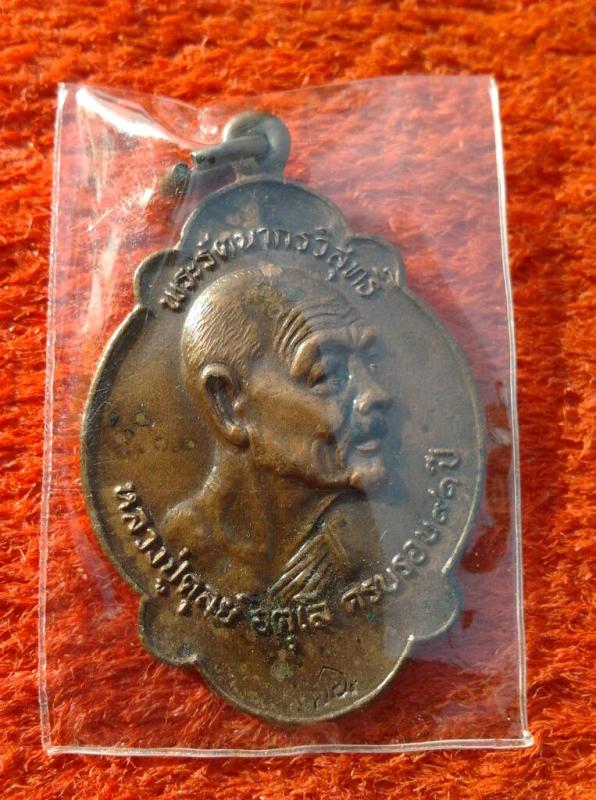 พระรัตนากรวิสุทธิ์
หลวงปู่ดุลย์ อตุโล ครบรอบ๙๑ปี